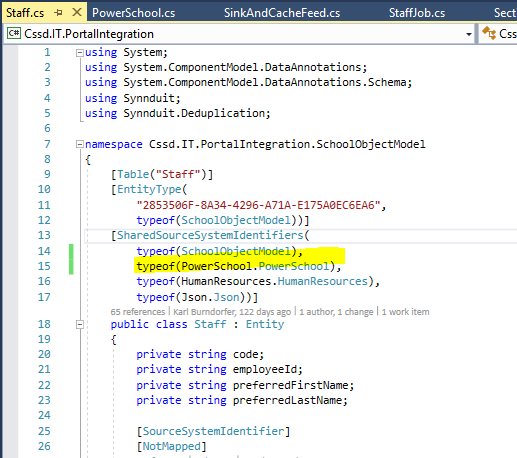 Staff.cs
PowerSchool.cs
SinkAndCacheFeed.cs
StaffJob.cs
Sect
Cssd.IT.PortalIntegration
Cssd
1 using System;
2 using System.ComponentModel.DataAnnotations;
3 using System.ComponentModel.DataAnnotations.Schema;
4 using Synnduit;
5 using Synnduit.Deduplication;
6
7 namespace Cssd.IT.PortalIntegration.SchoolObjectModel
8 {
9 [Table("Staff")]
10 [EntityType(
11 "2853506F-8A34-4296-A71A-E175A0EC6EA6",
12 typeof(SchoolObjectModel))]
13 [SharedSourceSystemIdentifiers(
14 typeof(SchoolObjectModel),
15 typeof(PowerSchool.PowerSchool),
16 typeof(HumanResources.HumanResources),
17 typeof(Json.Json))]
65 references | Karl Burndorfer, 122 days ago | 1 author, 1 change | 1 work item
18 public class Staff : Entity
19 {
20 private string code;
21 private string employeeId;
22 private string preferredFirstName;
23 private string preferredLastName;
24
25 [SourceSystemIdentifier]
26 [NotMapped]